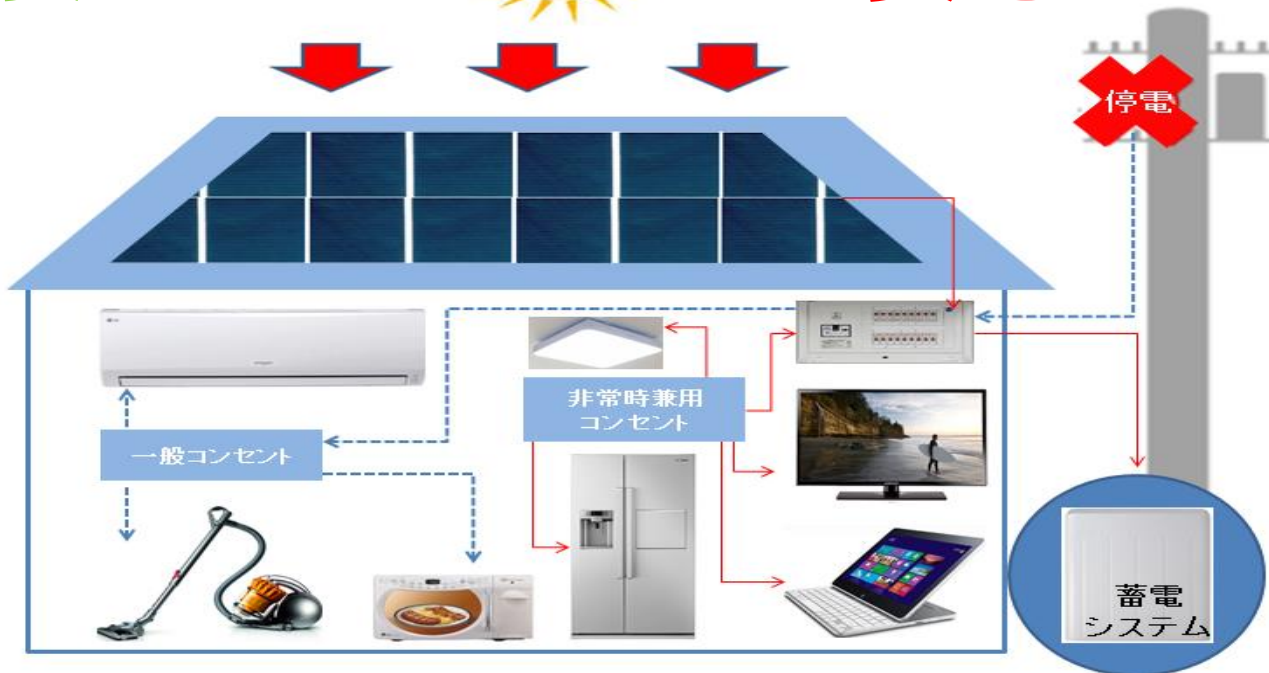 停電
非常時兼用
コンセント
一般コンセント
蓄電
システム